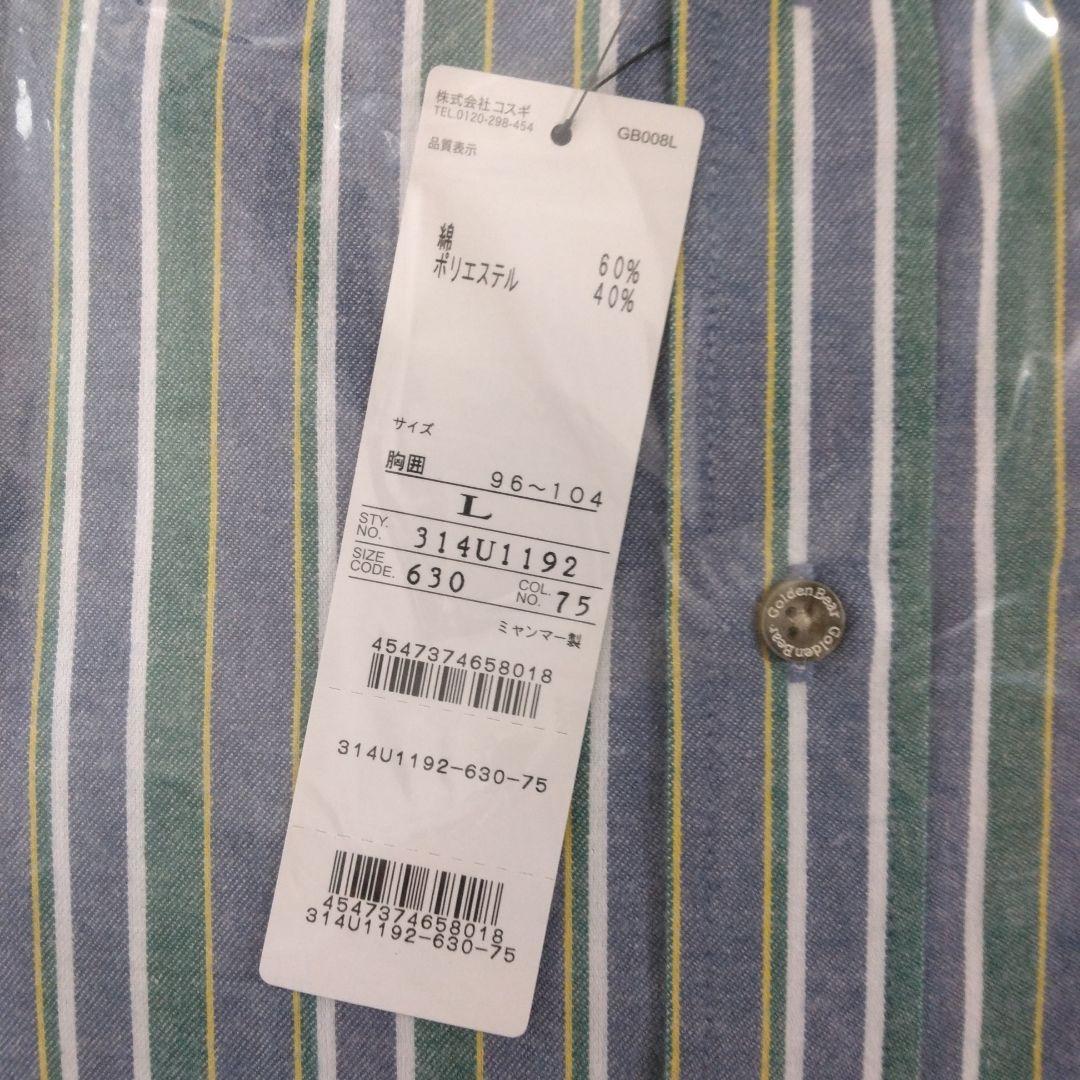 株式会社コスギ
TEL.0120-298-454
GB008L
品質表示
綿 60%
ポリエステル 40%
サイズ
胸囲 96〜104
L
STY. NO. 314U1192
SIZE CODE. 630 COL. NO. 75
ミャンマー製
4547374658018
314U1192-630-75
4547374658018
314U1192-630-75
GoldenBear GoldenBear